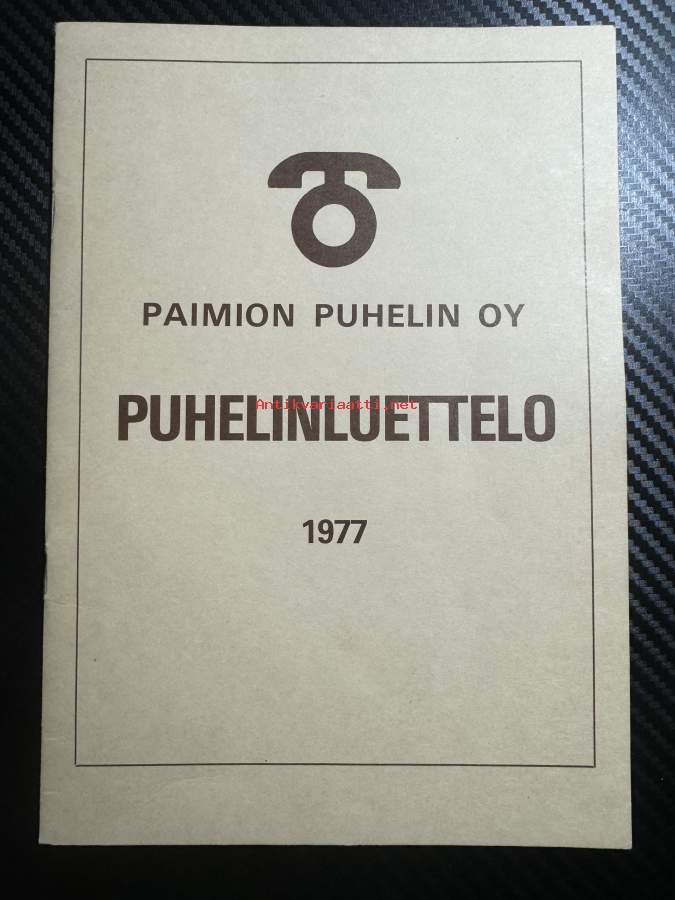 PAIMION PUHELIN OY
Antikvariaatti.net
PUHELINLUETTELO
1977